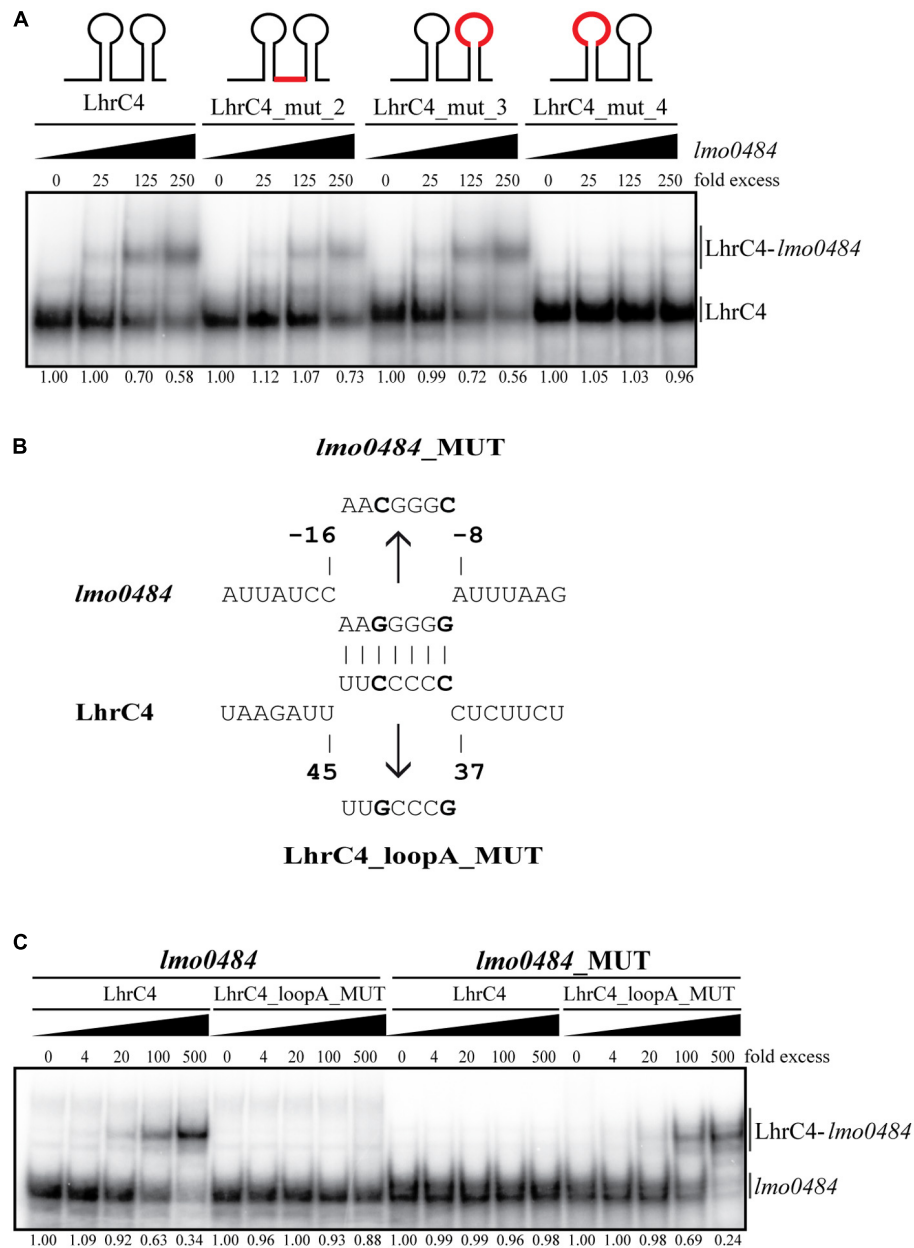 A
LhrC4 LhrC4_mut_2 LhrC4_mut_3 LhrC4_mut_4
lmo0484
0 25 125 250 0 25 125 250 0 25 125 250 0 25 125 250 fold excess
LhrC4-lmo0484
LhrC4
1.00 1.00 0.70 0.58 1.00 1.12 1.07 0.73 1.00 0.99 0.72 0.56 1.00 1.05 1.03 0.96
B
lmo0484_MUT
AACGGGC
-16 -8
lmo0484 AUUAUCC AUUUAAG
AAGGGGG
UUCCCCC
LhrC4 UAAGAUU CUCUUCU
45 37
UUGCCCG
LhrC4_loopA_MUT
C
lmo0484 lmo0484_MUT
LhrC4 LhrC4_loopA_MUT LhrC4 LhrC4_loopA_MUT
0 4 20 100 500 0 4 20 100 500 0 4 20 100 500 0 4 20 100 500 fold excess
LhrC4-lmo0484
lmo0484
1.00 1.09 0.92 0.63 0.34 1.00 0.96 1.00 0.93 0.88 1.00 0.99 0.99 0.96 0.98 1.00 1.00 0.98 0.69 0.24